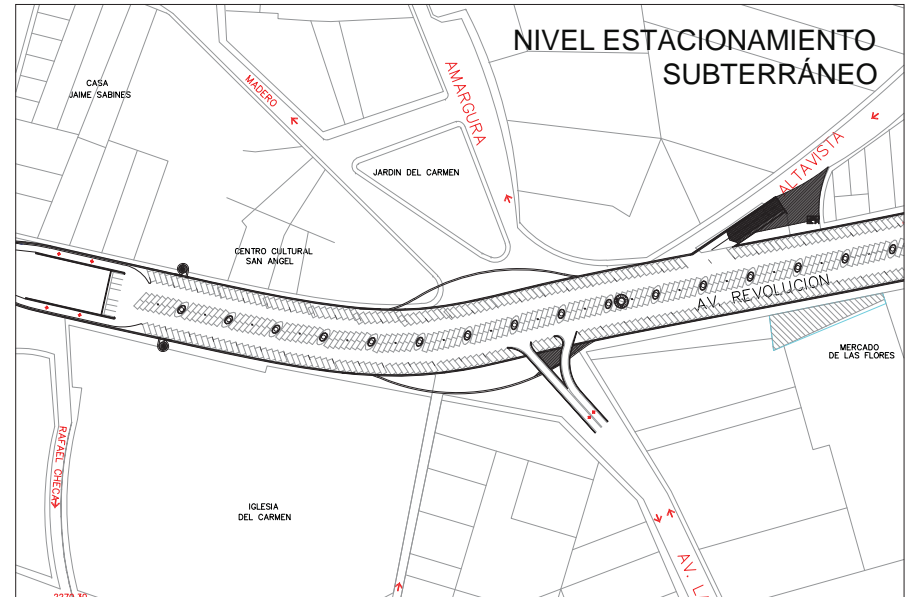 NIVEL ESTACIONAMIENTO
SUBTERRÁNEO
CASA
JAIME SABINES
MADERO
AMARGURA
JARDIN DEL CARMEN
ALTAVISTA
CENTRO CULTURAL
SAN ANGEL
AV. REVOLUCION
MERCADO
DE LAS FLORES
RAFAEL CHECA
IGLESIA
DEL CARMEN
AV.